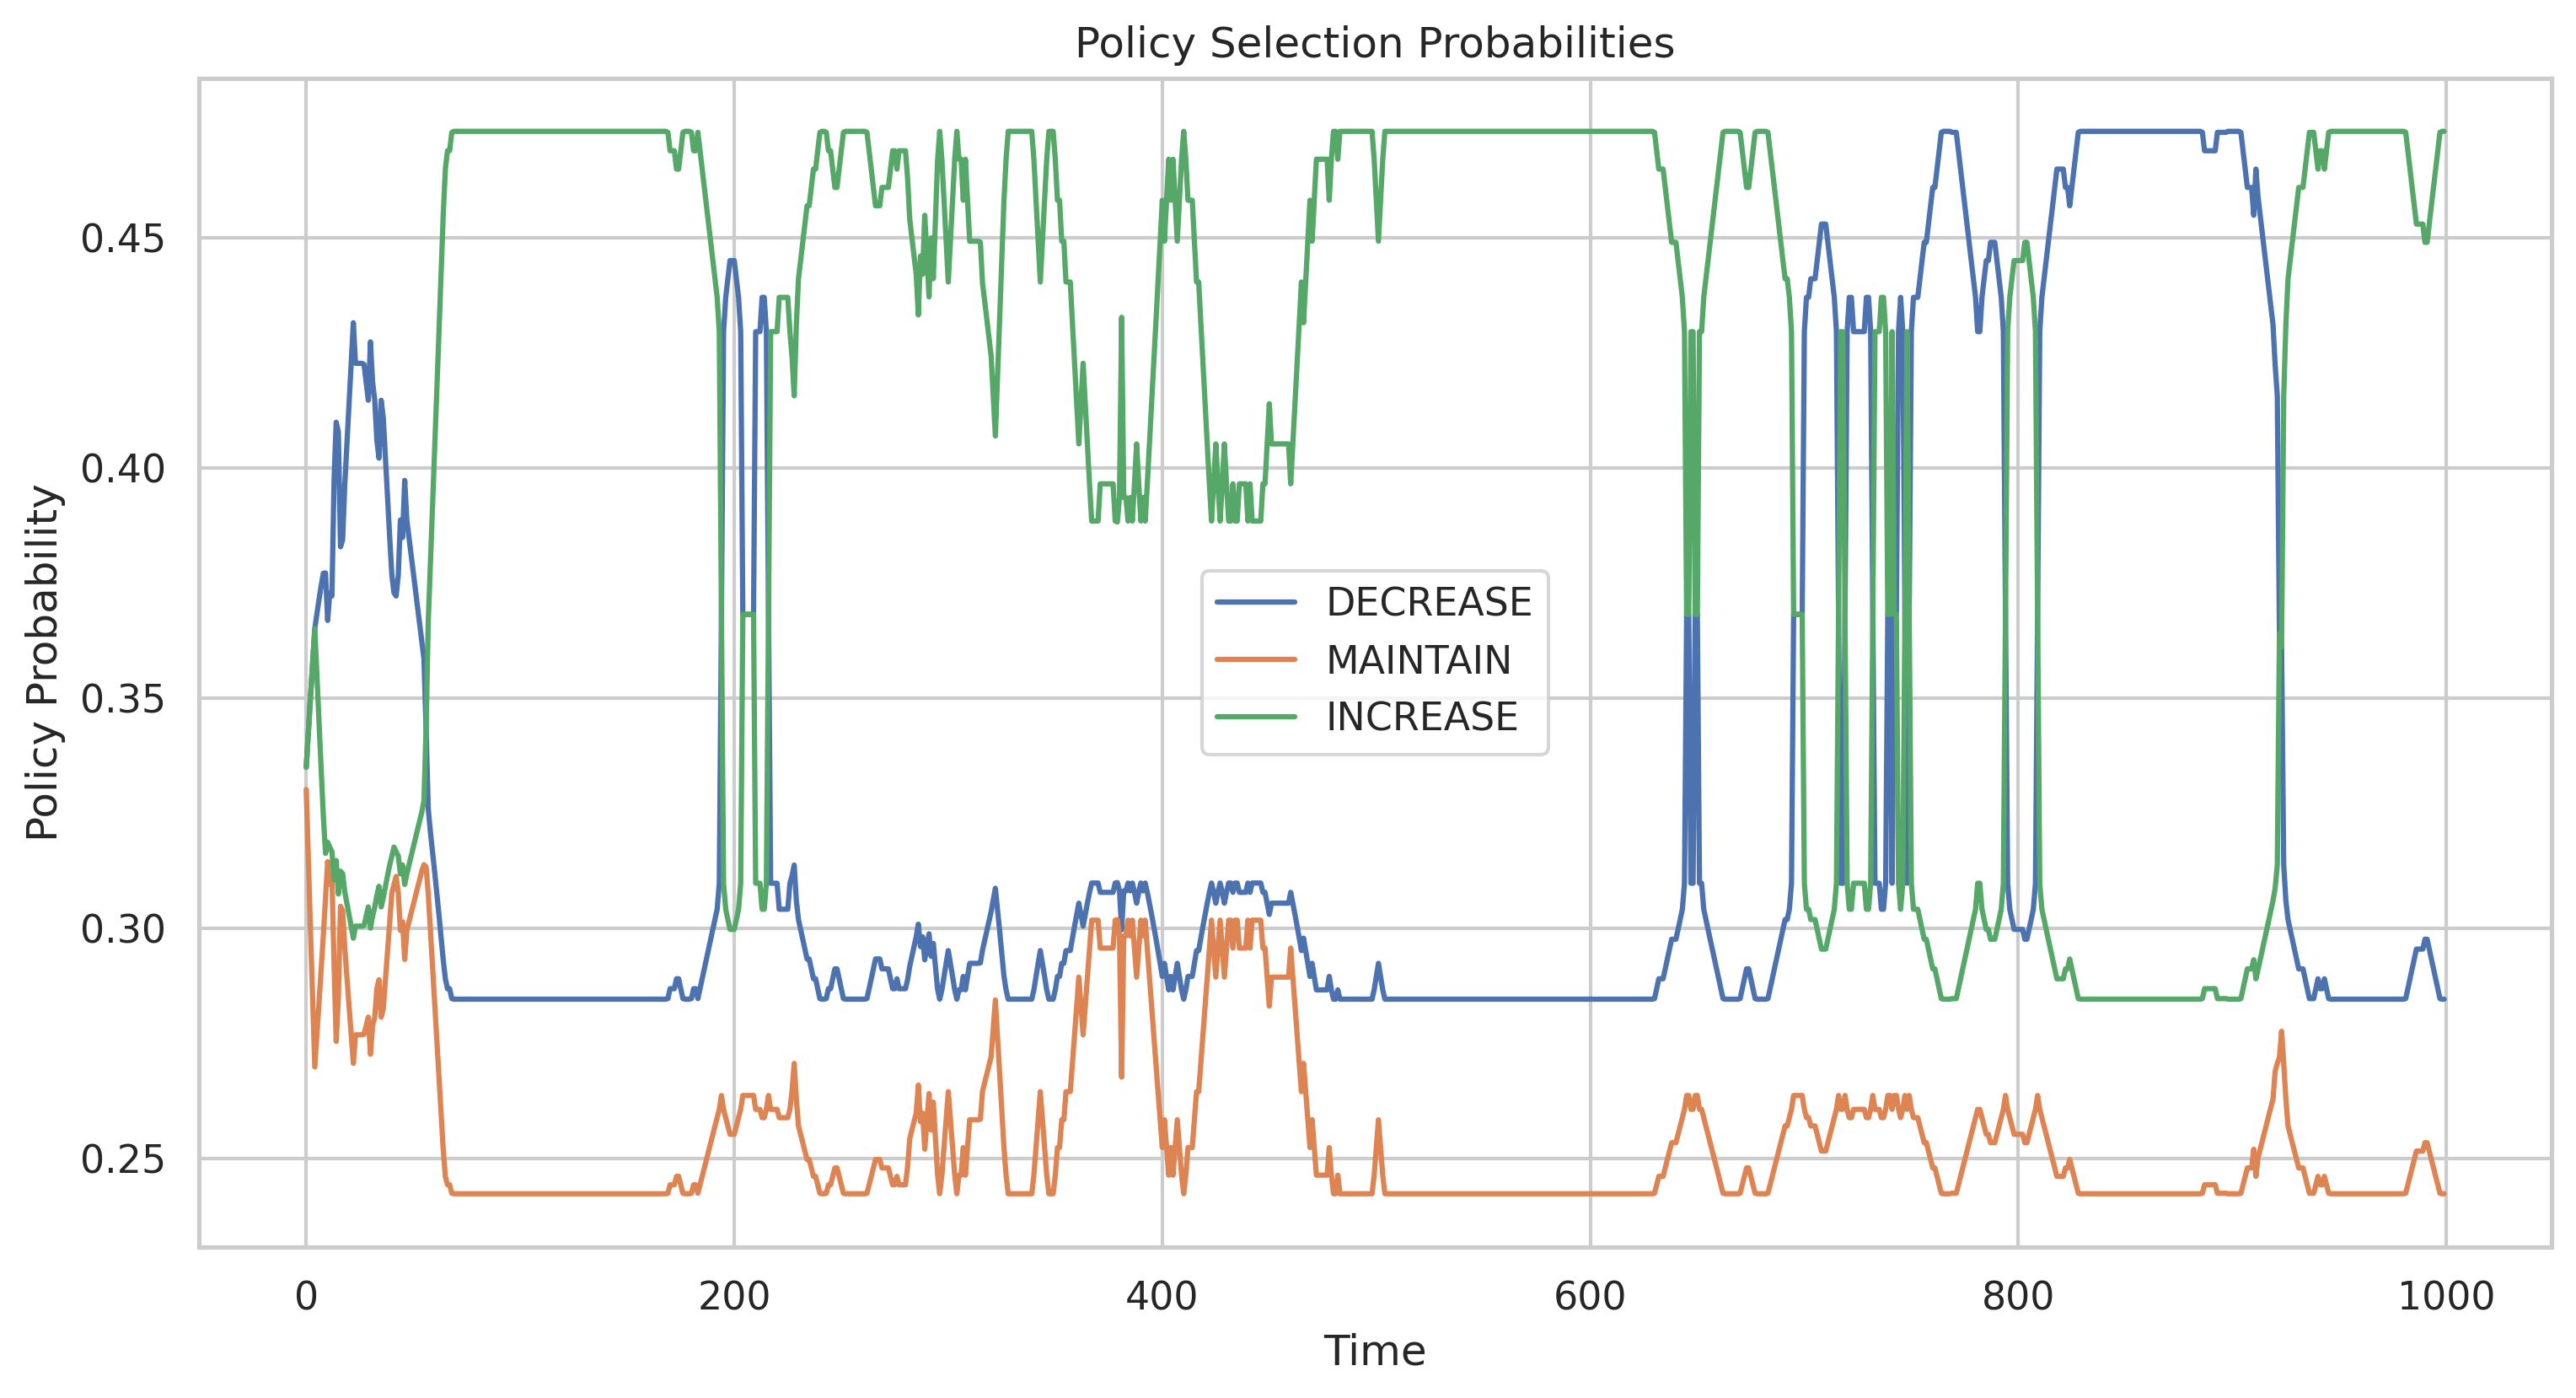 Policy Selection Probabilities
Policy Probability
0.45
0.40
0.35
0.30
0.25
DECREASE
MAINTAIN
INCREASE
0 200 400 600 800 1000
Time